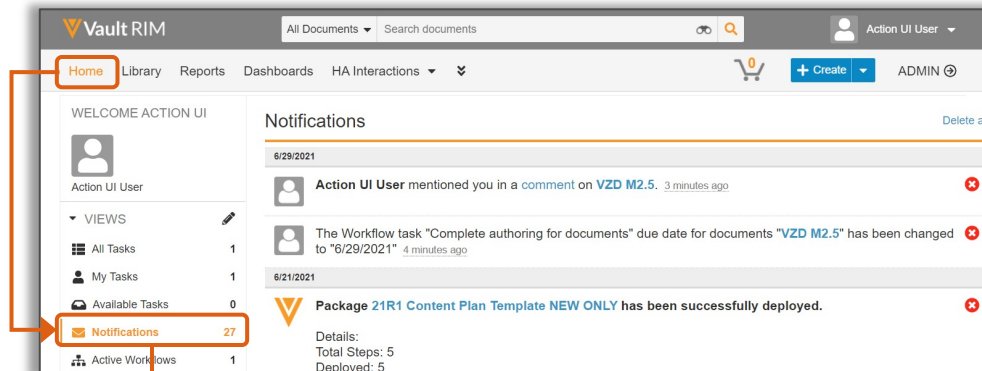 Vault RIM
All Documents
Search documents
Action UI User
Home Library Reports Dashboards HA Interactions
0
+ Create
ADMIN
WELCOME ACTION UI
Action UI User
VIEWS
All Tasks 1
My Tasks 1
Available Tasks 0
Notifications 27
Active Workflows 1
Notifications
Delete a
6/29/2021
Action UI User mentioned you in a comment on VZD M2.5. 3 minutes ago
The Workflow task "Complete authoring for documents" due date for documents "VZD M2.5" has been changed
to "6/29/2021" 4 minutes ago
6/21/2021
Package 21R1 Content Plan Template NEW ONLY has been successfully deployed.
Details:
Total Steps: 5
Deployed: 5